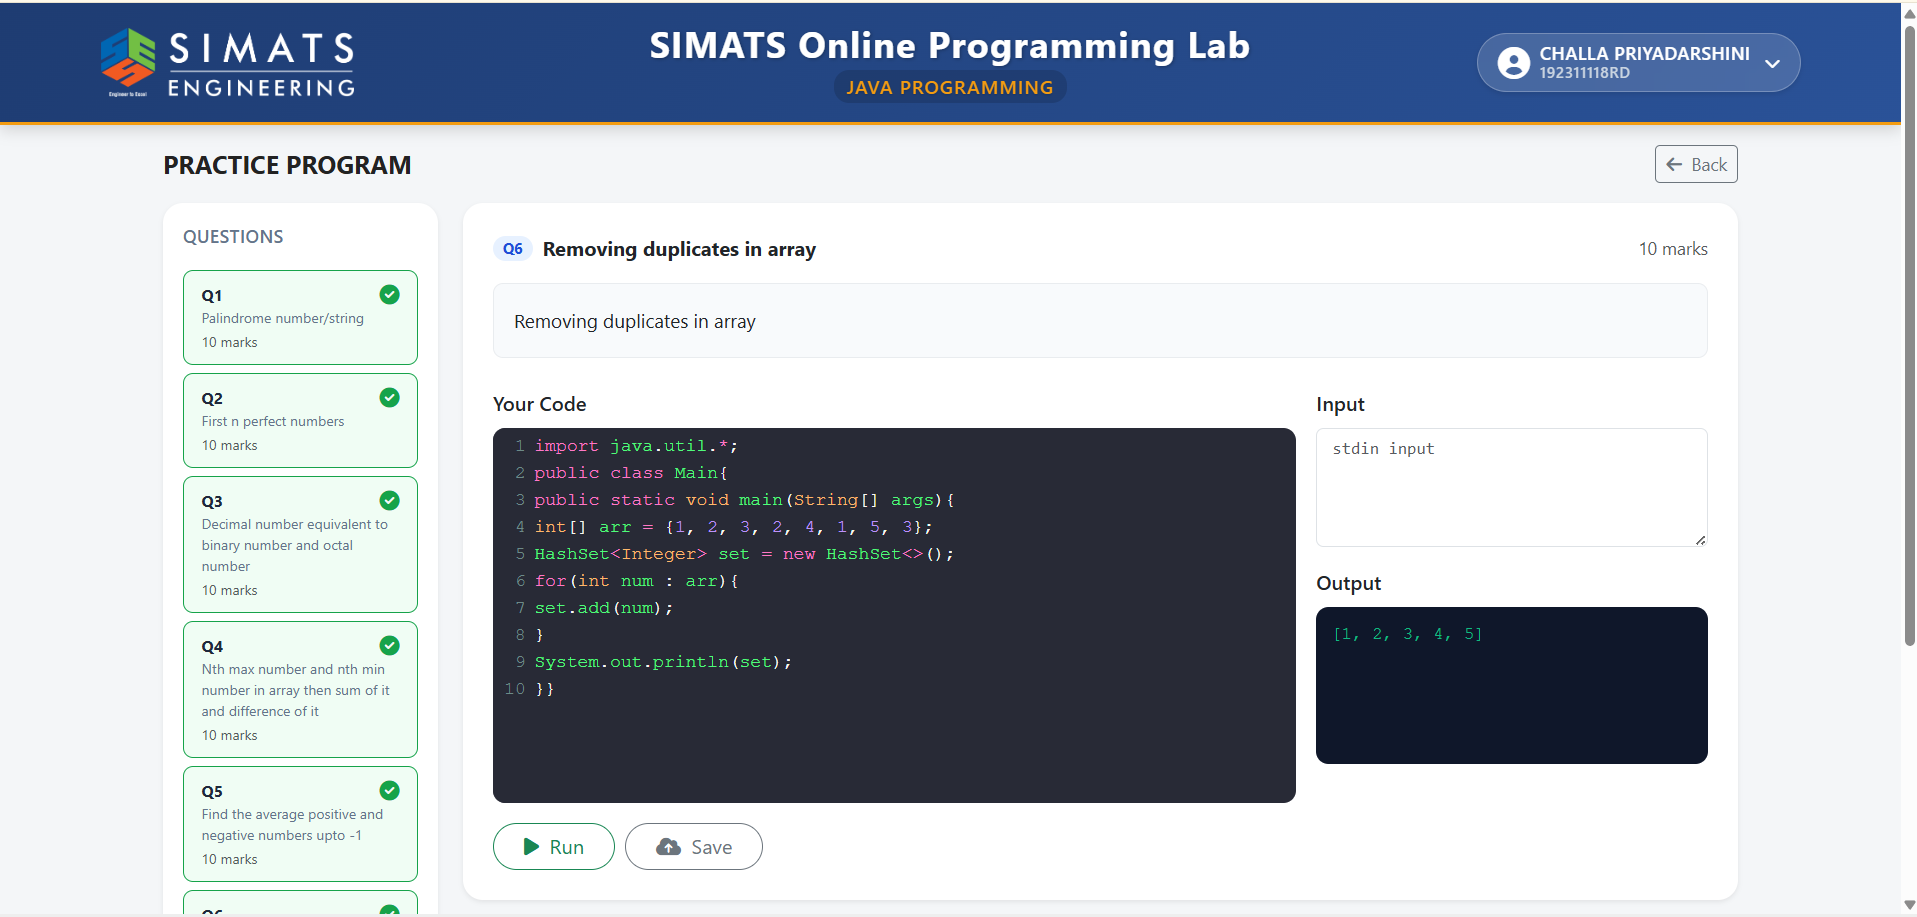 SIMATS
ENGINEERING
Engineer to Excel
SIMATS Online Programming Lab
JAVA PROGRAMMING
CHALLA PRIYADARSHINI
192311118RD
PRACTICE PROGRAM
Back
QUESTIONS
Q1
Palindrome number/string
10 marks
Q2
First n perfect numbers
10 marks
Q3
Decimal number equivalent to
binary number and octal
number
10 marks
Q4
Nth max number and nth min
number in array then sum of it
and difference of it
10 marks
Q5
Find the average positive and
negative numbers upto -1
10 marks
Q6
Q6 Removing duplicates in array
10 marks
Removing duplicates in array
Your Code
1 import java.util.*;
2 public class Main{
3 public static void main(String[] args){
4 int[] arr = {1, 2, 3, 2, 4, 1, 5, 3};
5 HashSet<Integer> set = new HashSet<>();
6 for(int num : arr){
7 set.add(num);
8 }
9 System.out.println(set);
10 }}
Run
Save
Input
stdin input
Output
[1, 2, 3, 4, 5]